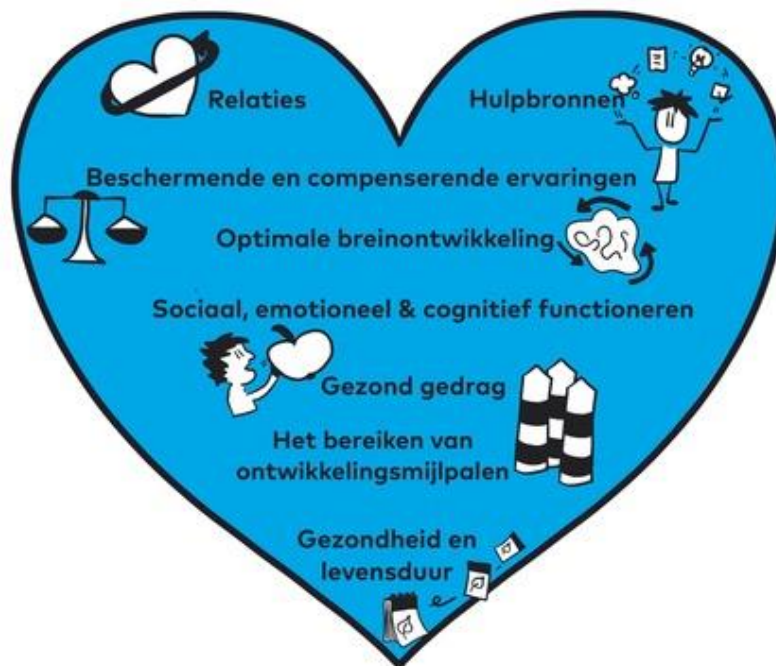 Relaties
Hulpbronnen
Beschermende en compenserende ervaringen
Optimale breinontwikkeling
Sociaal, emotioneel & cognitief functioneren
Gezond gedrag
Het bereiken van
ontwikkelingsmijlpalen
Gezondheid en
levensduur